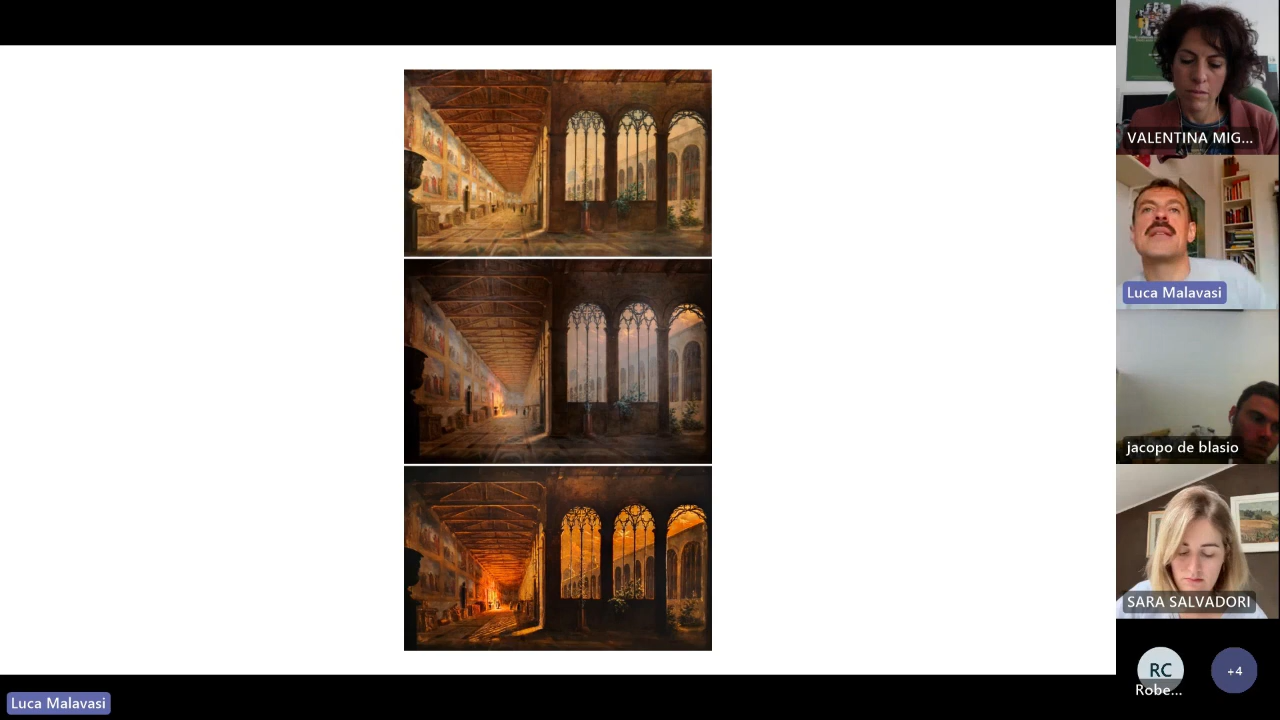 VALENTINA MIG...
Luca Malavasi
jacopo de blasio
SARA SALVADORI
RC
+4
Robe...
Luca Malavasi